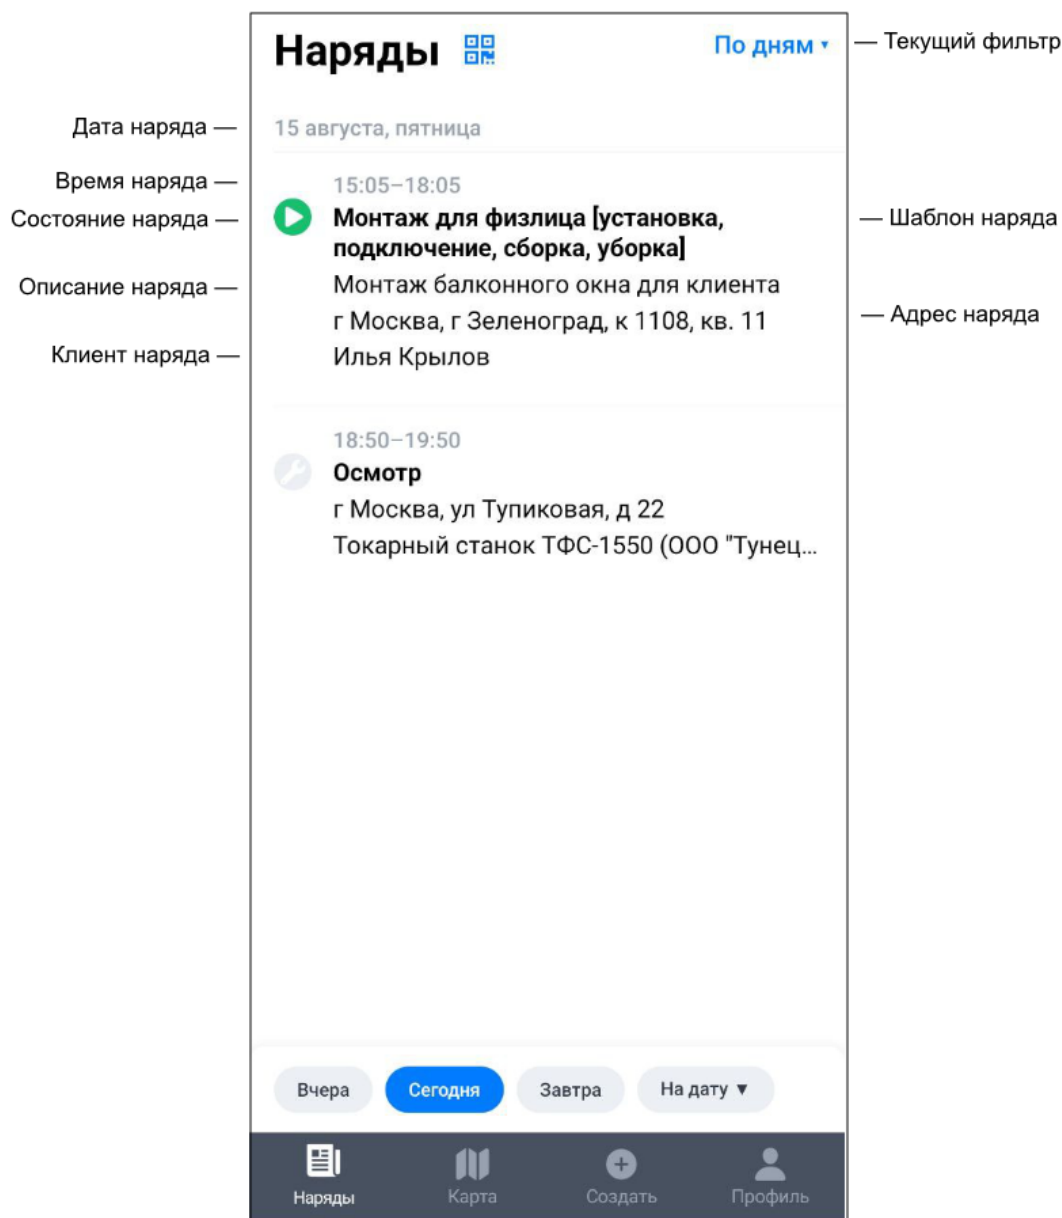 Наряды
По дням ▾
Текущий фильтр
Дата наряда
15 августа, пятница
Время наряда
15:05–18:05
Состояние наряда
Монтаж для физлица [установка,
подключение, сборка, уборка]
Шаблон наряда
Описание наряда
Монтаж балконного окна для клиента
г Москва, г Зеленоград, к 1108, кв. 11
Адрес наряда
Клиент наряда
Илья Крылов
18:50–19:50
Осмотр
г Москва, ул Тупиковая, д 22
Токарный станок ТФС-1550 (ООО "Тунец...
Вчера
Сегодня
Завтра
На дату ▼
Наряды
Карта
Создать
Профиль